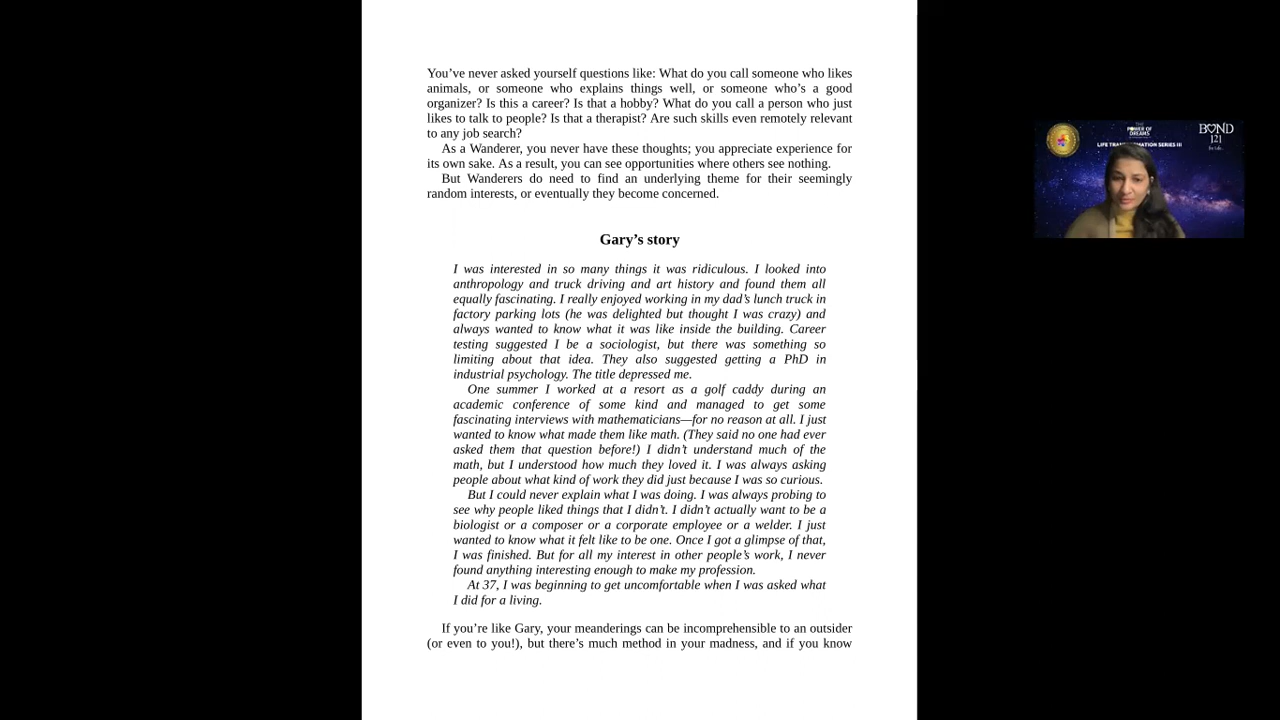 You've never asked yourself questions like: What do you call someone who likes
animals, or someone who explains things well, or someone who's a good
organizer? Is this a career? Is that a hobby? What do you call a person who just
likes to talk to people? Is that a therapist? Are such skills even remotely relevant
to any job search?
As a Wanderer, you never have these thoughts; you appreciate experience for
its own sake. As a result, you can see opportunities where others see nothing.
But Wanderers do need to find an underlying theme for their seemingly
random interests, or eventually they become concerned.
Gary's story
I was interested in so many things it was ridiculous. I looked into
anthropology and truck driving and art history and found them all
equally fascinating. I really enjoyed working in my dad's lunch truck in
factory parking lots (he was delighted but thought I was crazy) and
always wanted to know what it was like inside the building. Career
testing suggested I be a sociologist, but there was something so
limiting about that idea. They also suggested getting a PhD in
industrial psychology. The title depressed me.
One summer I worked at a resort as a golf caddy during an
academic conference of some kind and managed to get some
fascinating interviews with mathematicians—for no reason at all. I just
wanted to know what made them like math. (They said no one had ever
asked them that question before!) I didn't understand much of the
math, but I understood how much they loved it. I was always asking
people about what kind of work they did just because I was so curious.
But I could never explain what I was doing. I was always probing to
see why people liked things that I didn't. I didn't actually want to be a
biologist or a composer or a corporate employee or a welder. I just
wanted to know what it felt like to be one. Once I got a glimpse of that,
I was finished. But for all my interest in other people's work, I never
found anything interesting enough to make my profession.
At 37, I was beginning to get uncomfortable when I was asked what
I did for a living.
If you're like Gary, your meanderings can be incomprehensible to an outsider
(or even to you!), but there's much method in your madness, and if you know
THE
POWER OF
DREAMS
BOND
121